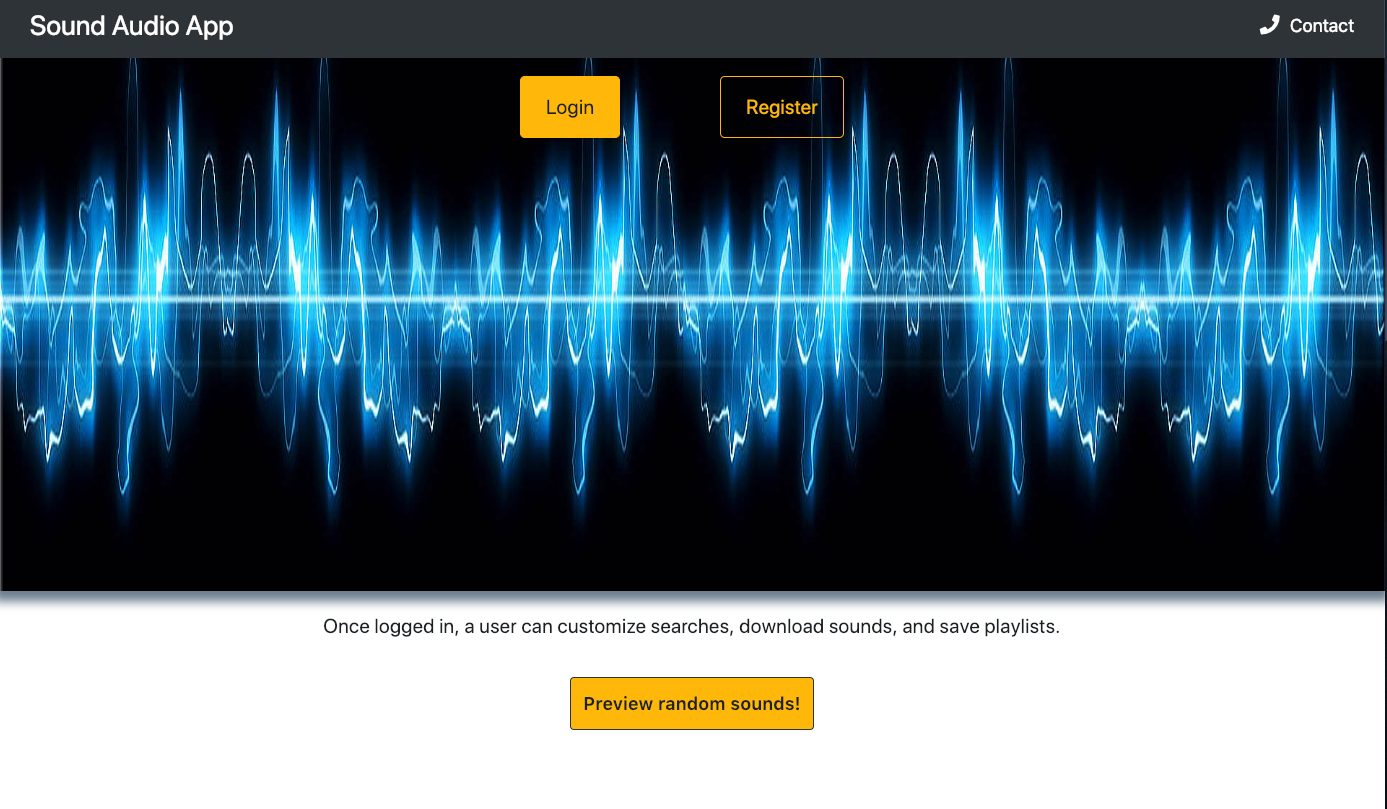 Sound Audio App
Contact
Login
Register
Once logged in, a user can customize searches, download sounds, and save playlists.
Preview random sounds!